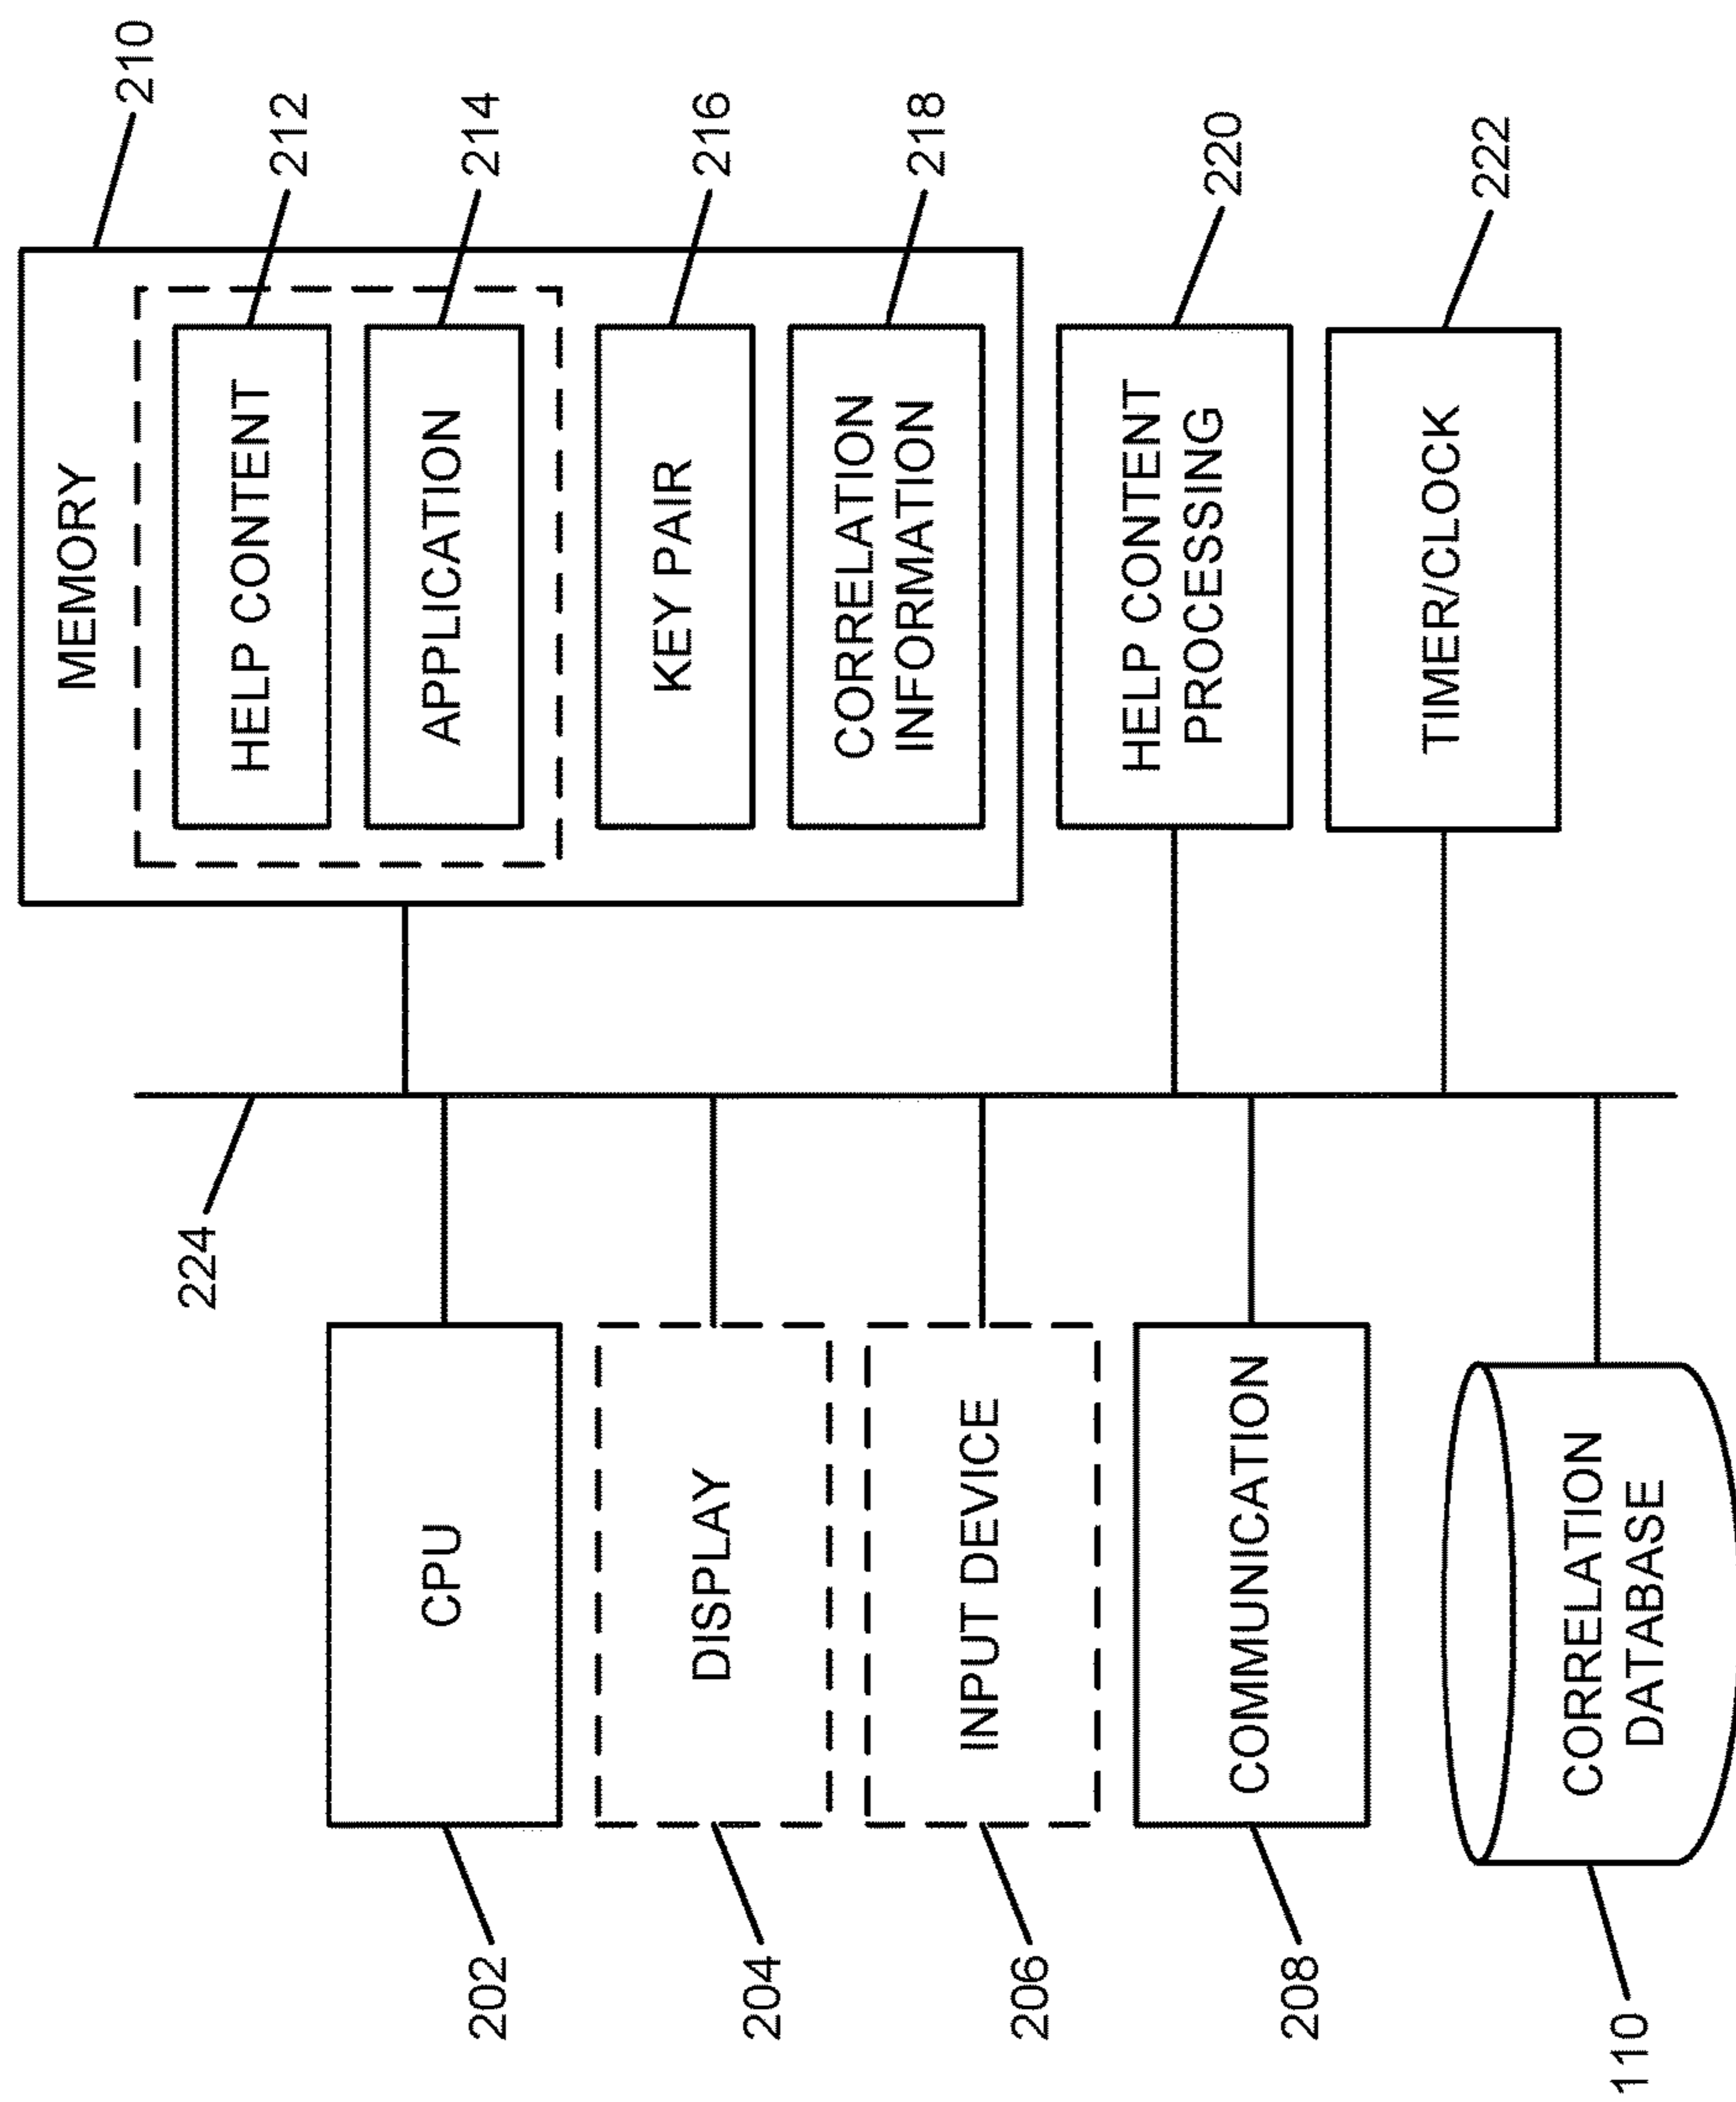 224
202
CPU
204
DISPLAY
206
INPUT DEVICE
208
COMMUNICATION
110
CORRELATION
DATABASE
MEMORY
210
HELP CONTENT
212
APPLICATION
214
KEY PAIR
216
CORRELATION
INFORMATION
218
HELP CONTENT
PROCESSING
220
TIMER/CLOCK
222